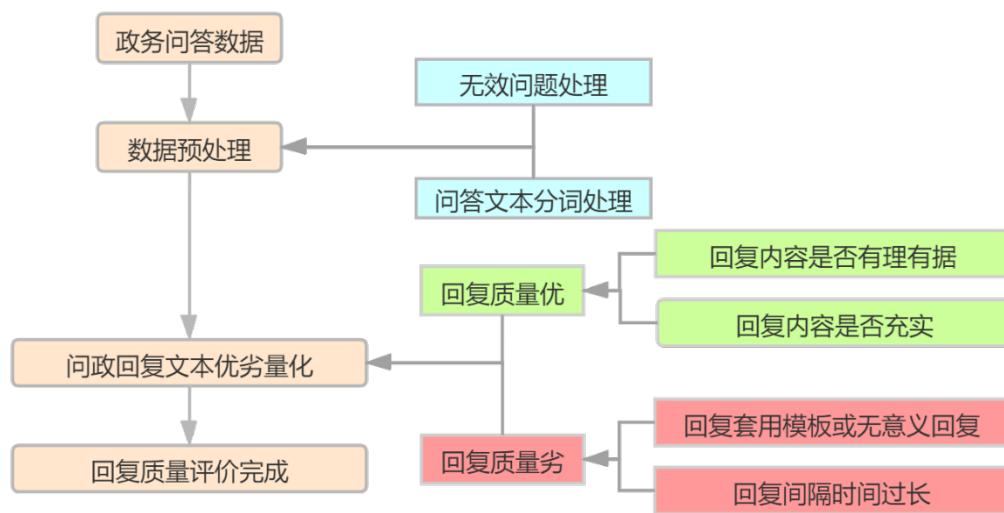 政务问答数据
无效问题处理
数据预处理
问答文本分词处理
回复内容是否有理有据
回复质量优
回复内容是否充实
问政回复文本优劣量化
回复套用模板或无意义回复
回复质量劣
回复质量评价完成
回复间隔时间过长